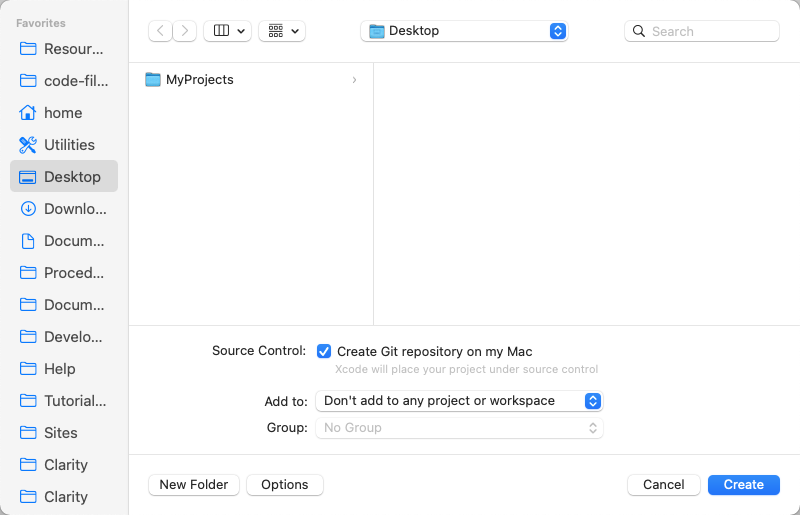 Favorites
Resour...
code-fil...
home
Utilities
Desktop
Downlo...
Docum...
Proced...
Docum...
Develo...
Help
Tutorial...
Sites
Clarity
Clarity
Desktop
Search
MyProjects
Source Control: Create Git repository on my Mac
Xcode will place your project under source control
Add to: Don't add to any project or workspace
Group: No Group
New Folder Options Cancel Create